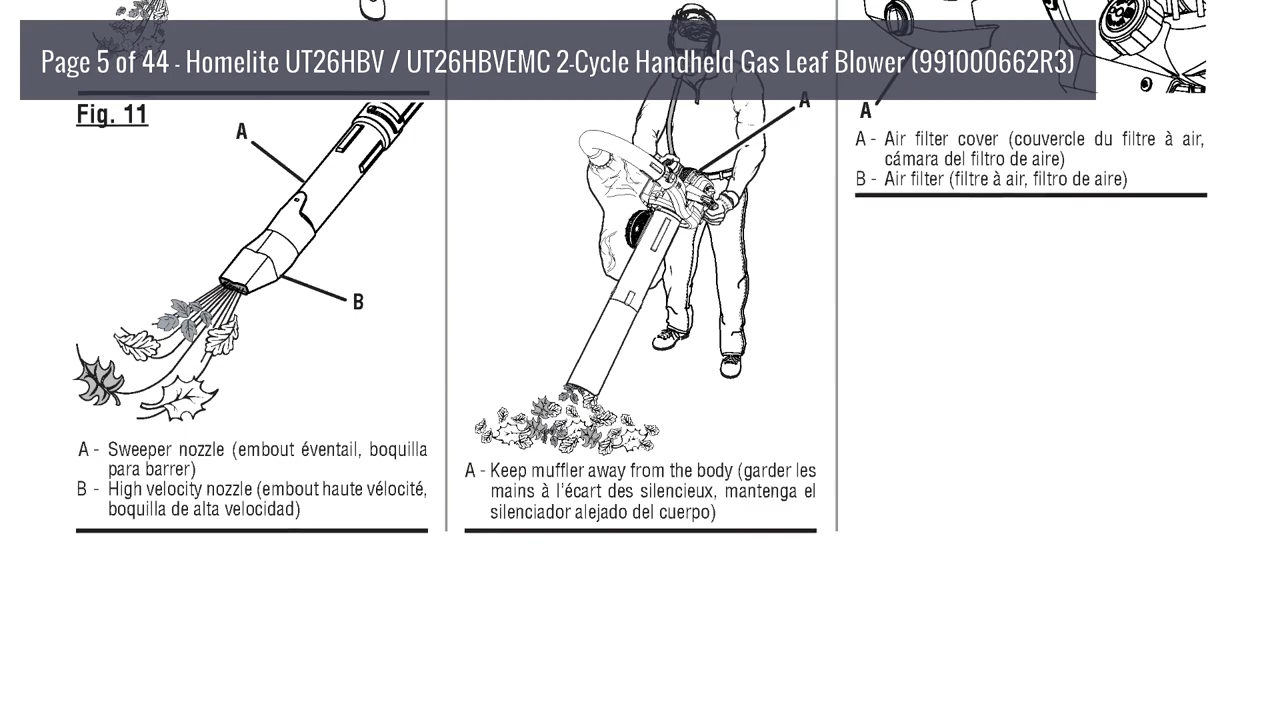 Page 5 of 44 - Homelite UT26HBV / UT26HBVEMC 2-Cycle Handheld Gas Leaf Blower (991000662R3)
Fig. 11
A
B
A - Sweeper nozzle (embout éventail, boquilla
para barrer)
B - High velocity nozzle (embout haute vélocité,
boquilla de alta velocidad)
A
A - Keep muffler away from the body (garder les
mains à l'écart des silencieux, mantenga el
silenciador alejado del cuerpo)
A
A - Air filter cover (couvercle du filtre à air,
cámara del filtro de aire)
B - Air filter (filtre à air, filtro de aire)